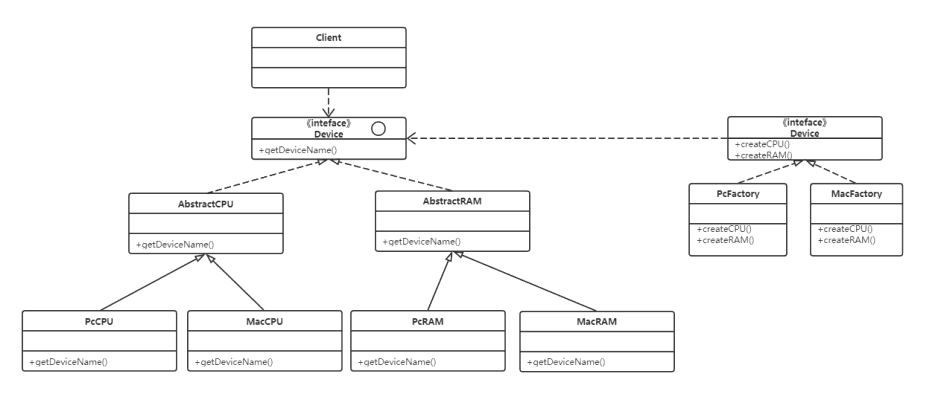 Client
《inteface》
Device
+getDeviceName()
《inteface》
Device
+createCPU()
+createRAM()
AbstractCPU
+getDeviceName()
AbstractRAM
+getDeviceName()
PcFactory
+createCPU()
+createRAM()
MacFactory
+createCPU()
+createRAM()
PcCPU
+getDeviceName()
MacCPU
+getDeviceName()
PcRAM
+getDeviceName()
MacRAM
+getDeviceName()